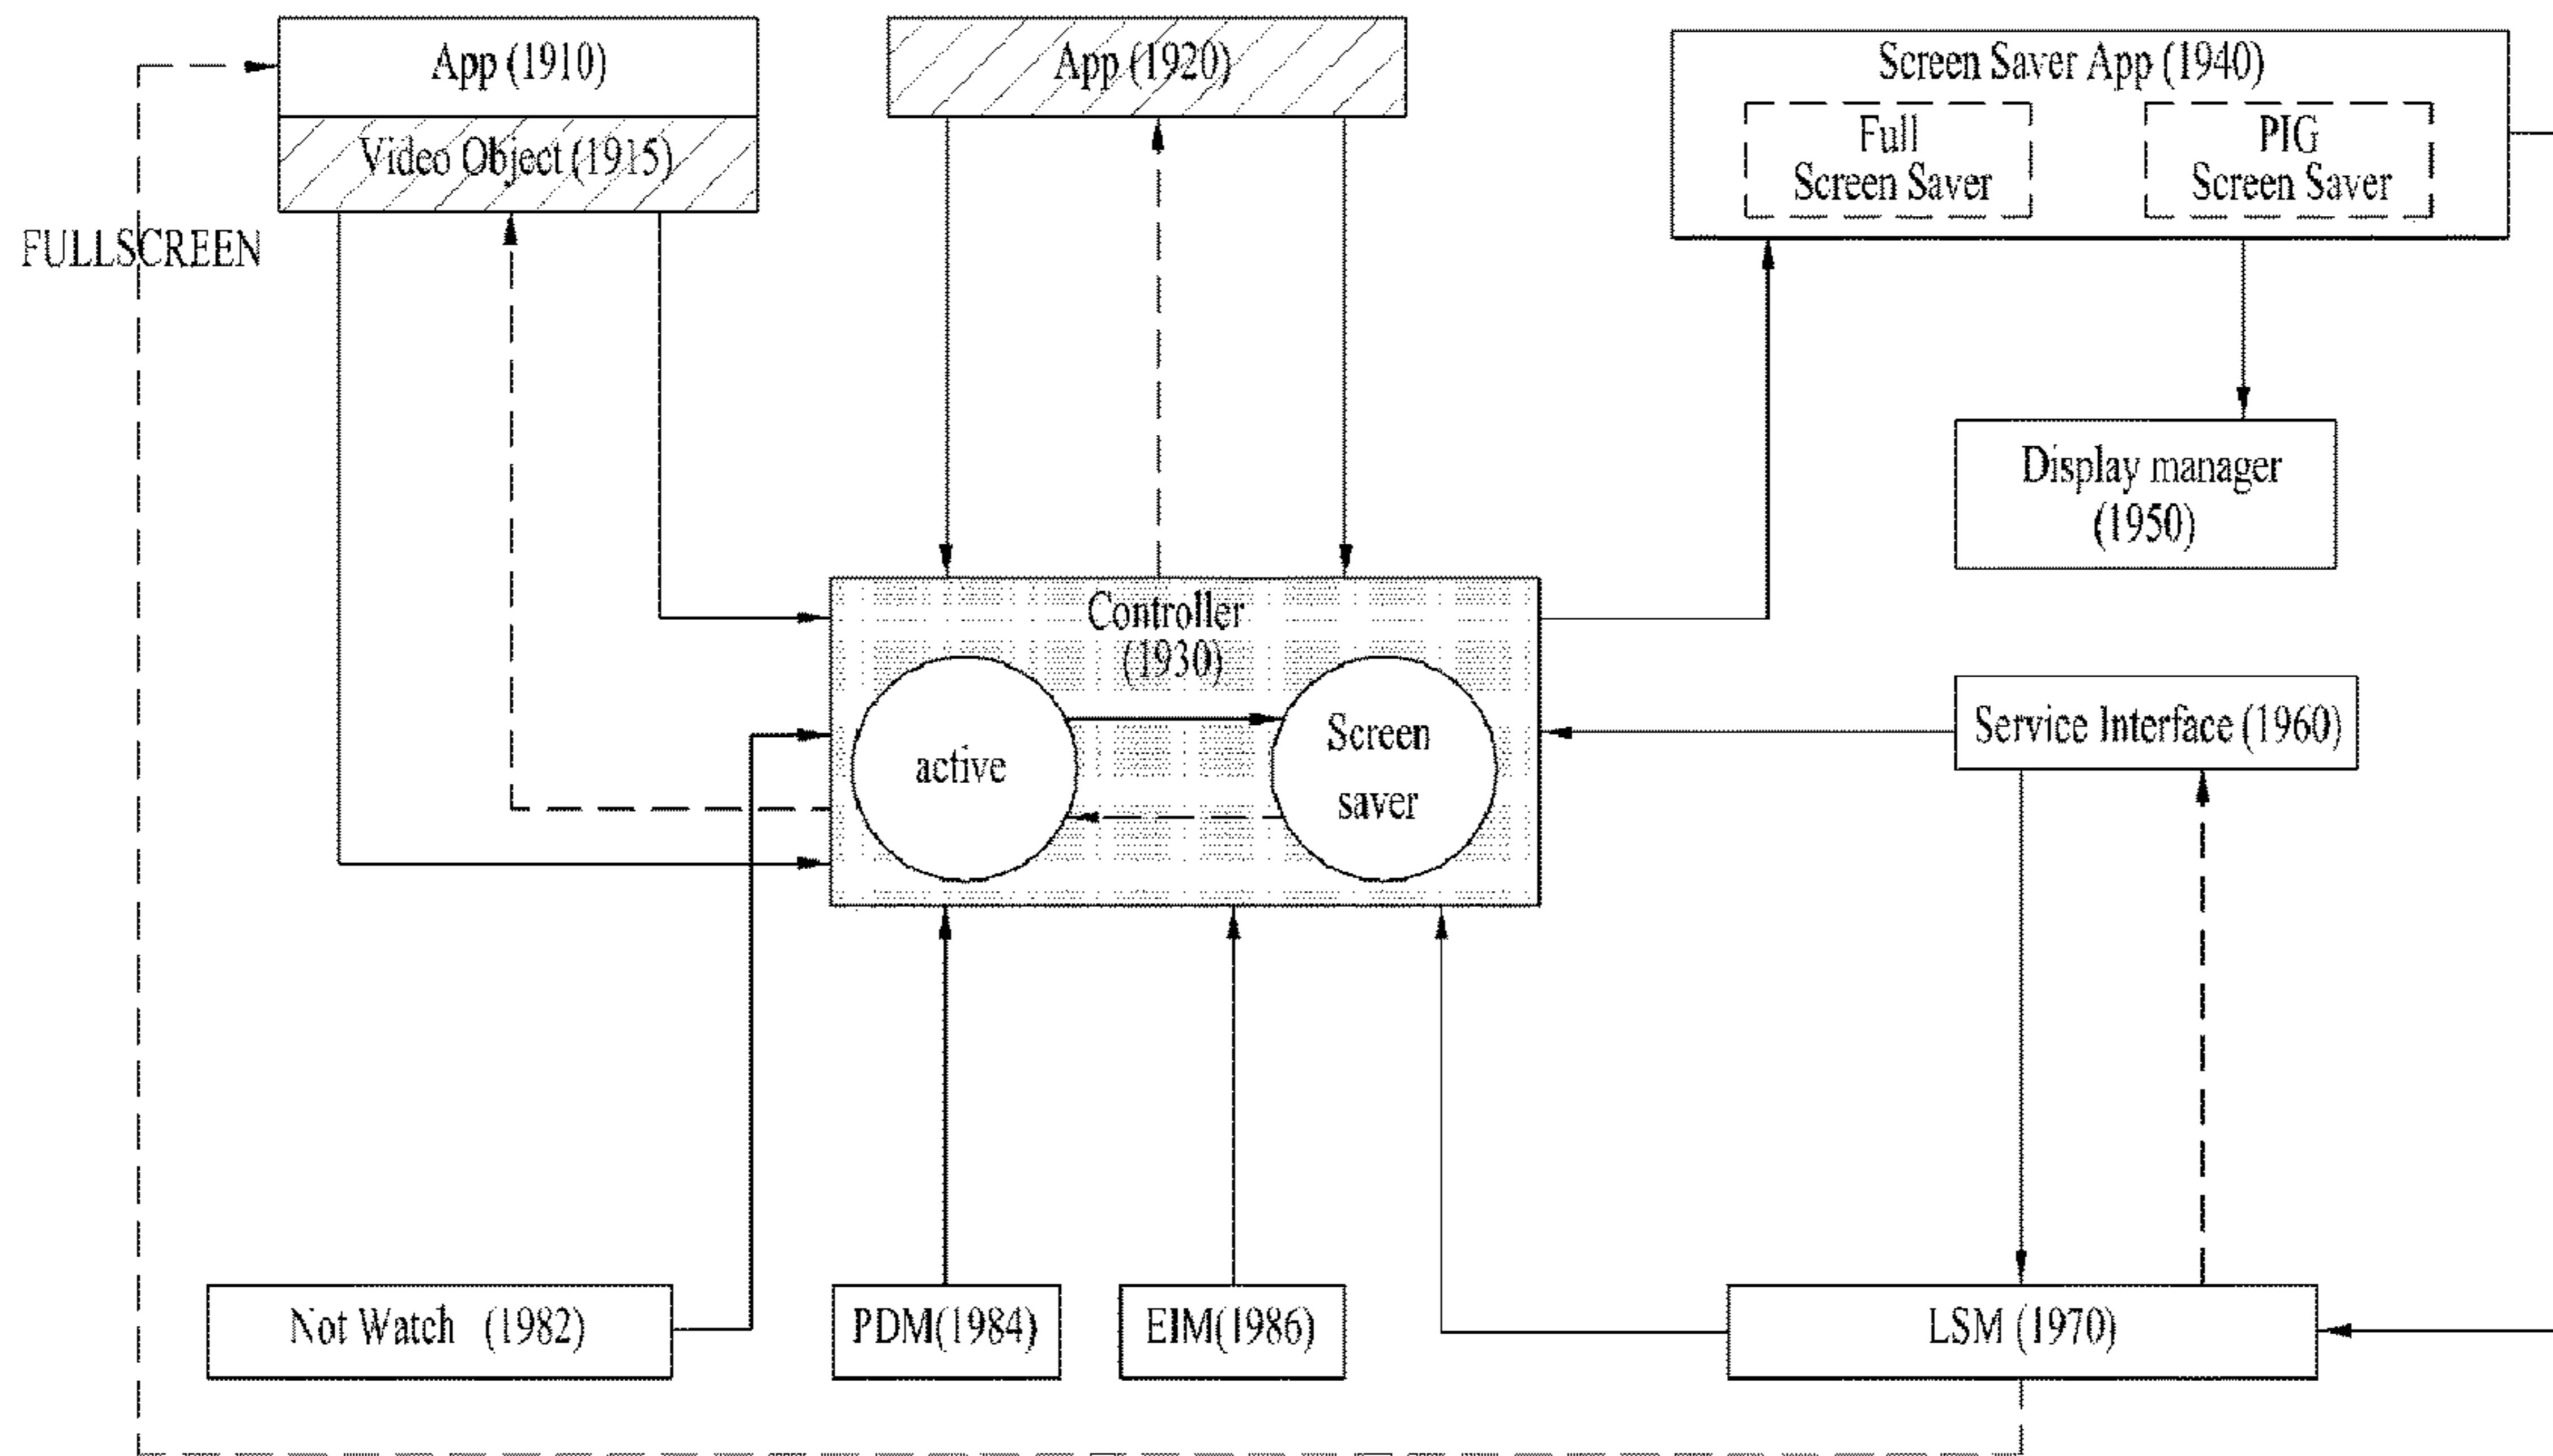 App (1910)
Video Object (1915)
FULLSCREEN
App (1920)
Screen Saver App (1940)
Full
Screen Saver
PIG
Screen Saver
Display manager
(1950)
Controller
(1930)
active
Screen
saver
Service Interface (1960)
Not Watch (1982)
PDM(1984)
EIM(1986)
LSM (1970)